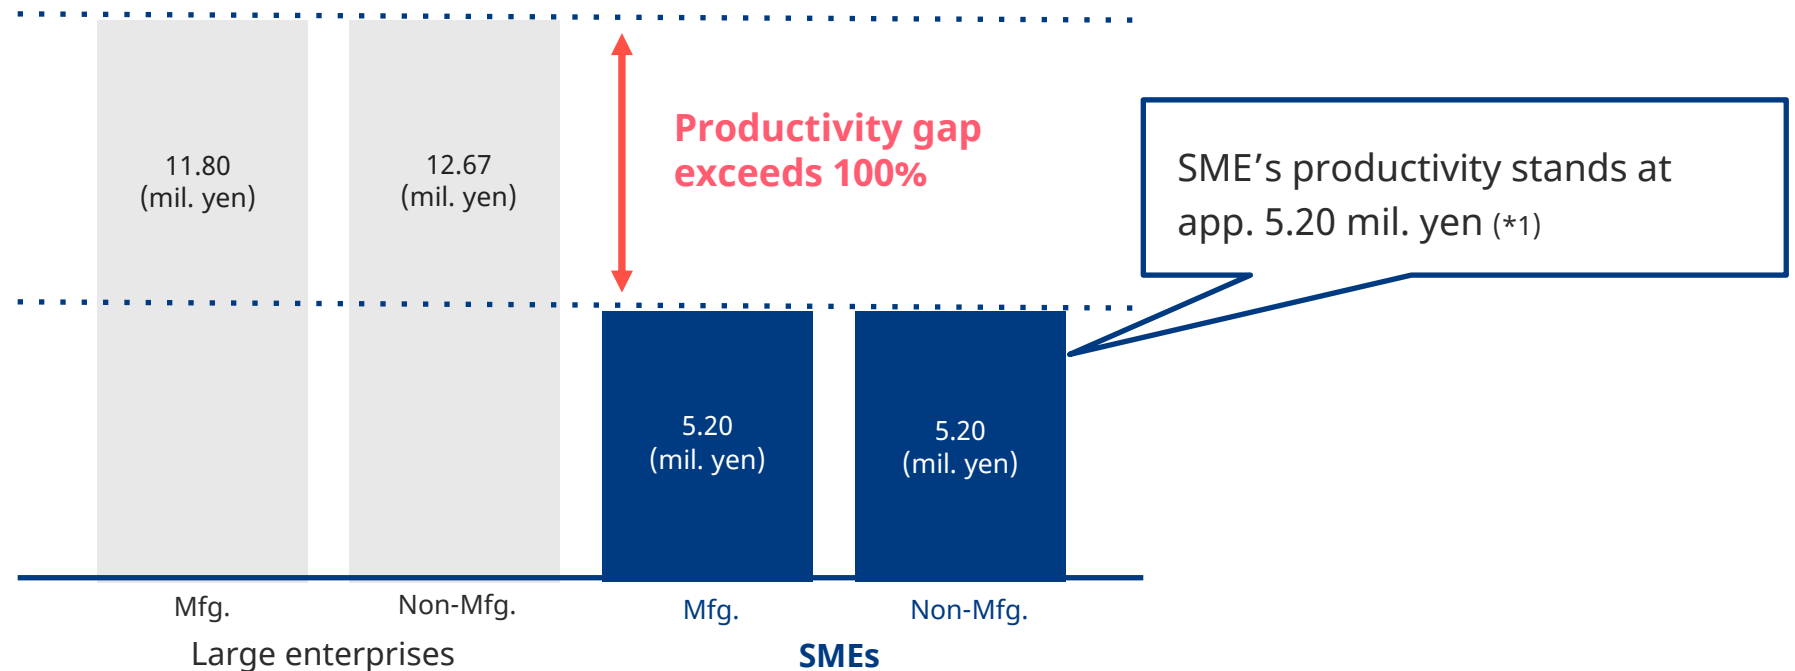 11.80
(mil. yen)
12.67
(mil. yen)
Productivity gap
exceeds 100%
SME’s productivity stands at
app. 5.20 mil. yen (*1)
5.20
(mil. yen)
5.20
(mil. yen)
Mfg.
Non-Mfg.
Mfg.
Non-Mfg.
Large enterprises
SMEs